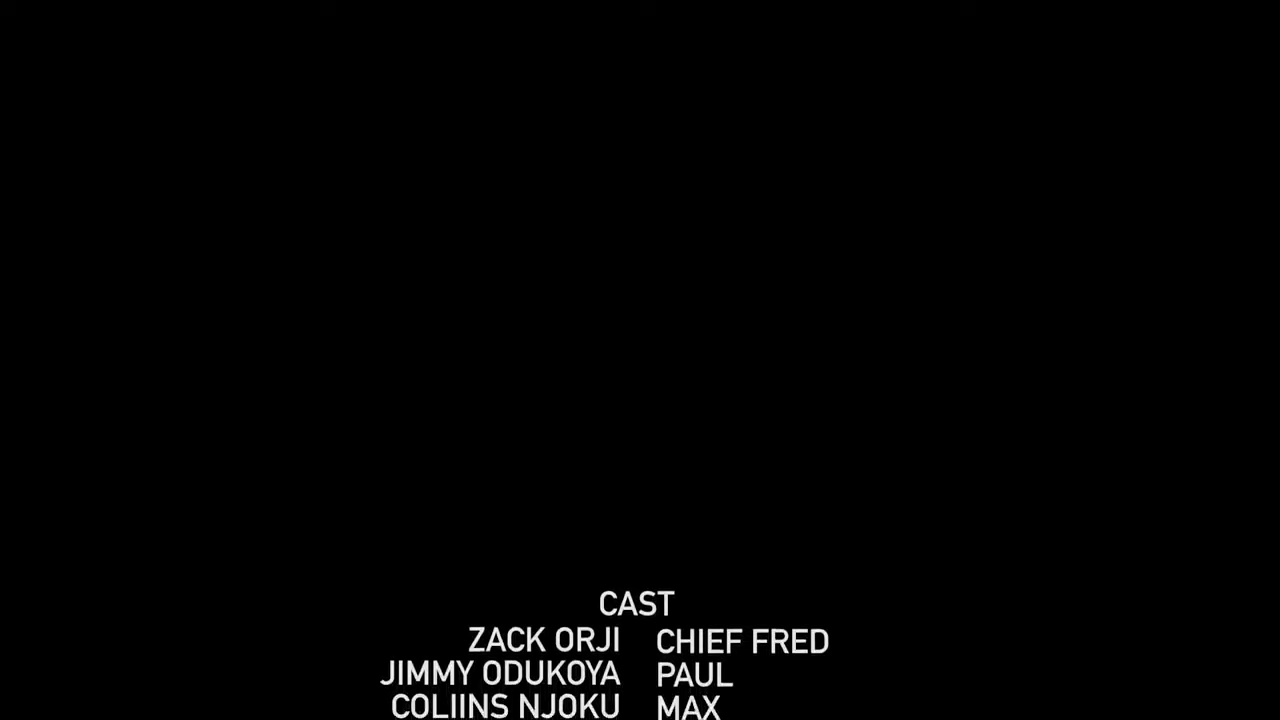 CAST
ZACK ORJI CHIEF FRED
JIMMY ODUKOYA PAUL
COLIINS NJOKU MAX